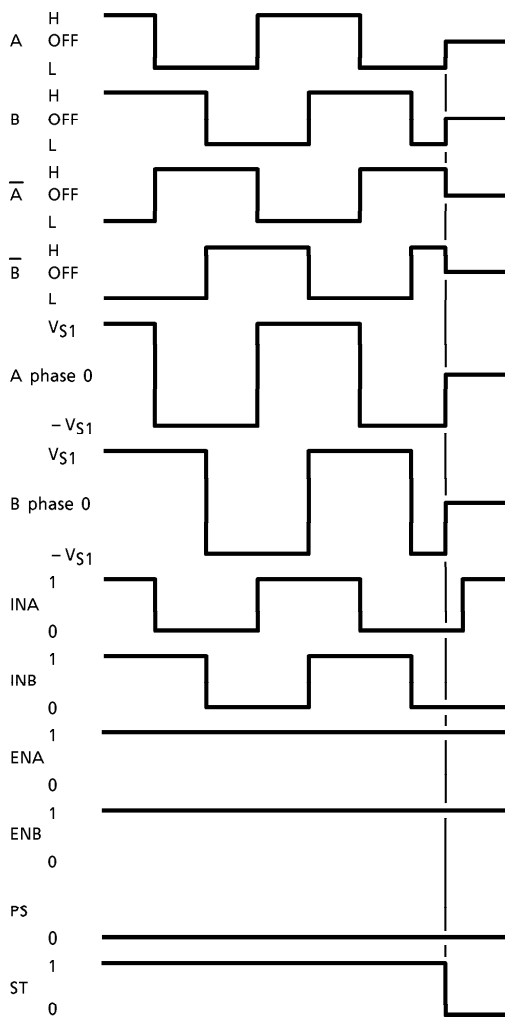 H
A OFF
L
H
B OFF
L
H
A̅ OFF
L
H
B̅ OFF
L
VS1
A phase 0
−VS1
VS1
B phase 0
−VS1
1
INA
0
1
INB
0
1
ENA
0
1
ENB
0
PS
0
1
ST
0